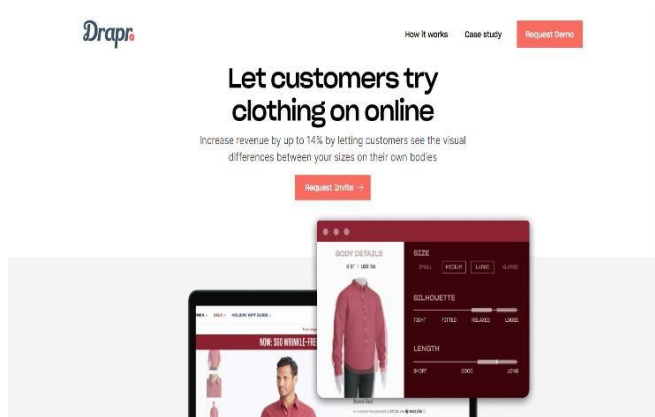 Drapr.
How it works Case study Request Demo
Let customers try
clothing on online
Increase revenue by up to 14% by letting customers see the visual
differences between your sizes on their own bodies
Request Invite →
BODY DETAILS
SIZE
SMALL MEDIUM LARGE XLARGE
SILHOUETTE
TIGHT FITTED RELAXED LOOSE
LENGTH
SHORT GOOD LONG
MEN SALE HOLIDAY GIFT GUIDE
NOW: $60 WRINKLE-FREE